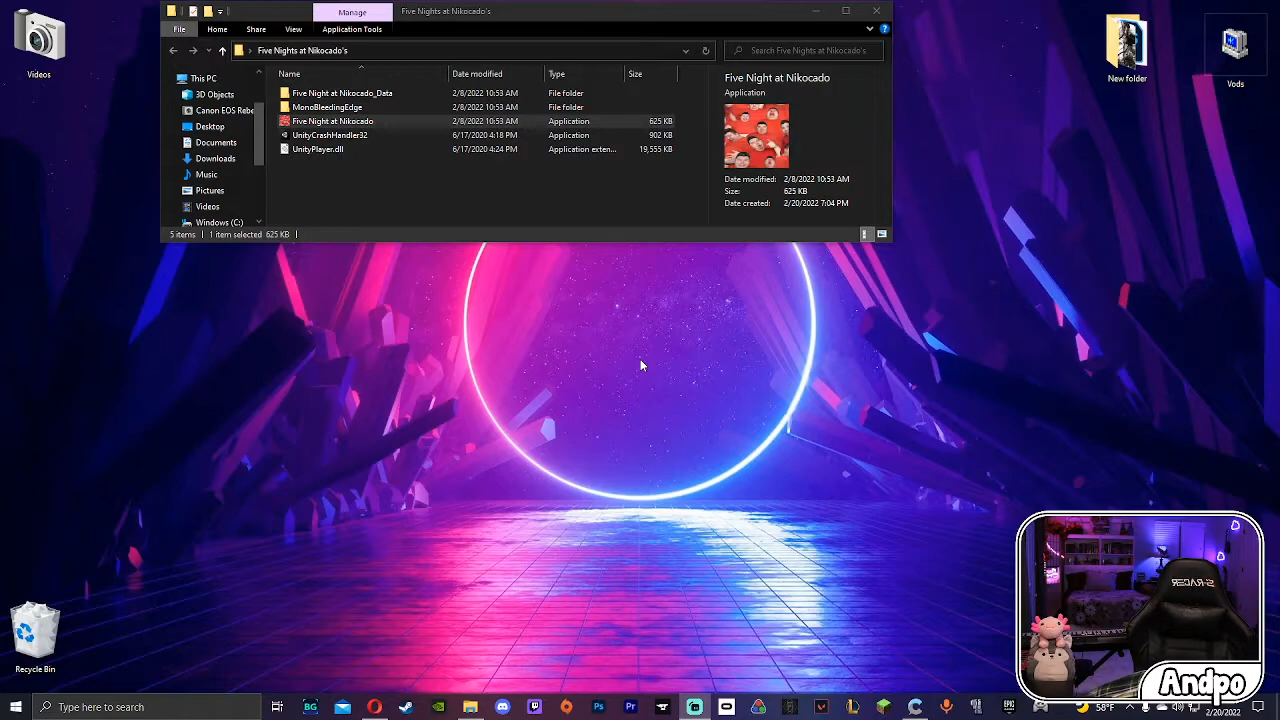 Manage
Five Nights at Nikocado's
File
Home
Share
View
Application Tools
Five Nights at Nikocado's
Search Five Nights at Nikocado's
Videos
New folder
Vods
This PC
3D Objects
Canon EOS Rebe
Desktop
Documents
Downloads
Music
Pictures
Videos
Windows (C:)
Name
Date modified
Type
Size
Five Night at Nikocado_Data
2/8/2022 10:53 AM
File folder
MonoBleedingEdge
2/8/2022 10:53 AM
File folder
Five Night at Nikocado
2/8/2022 10:53 AM
Application
625 KB
UnityCrashHandler32
6/17/2020 4:18 PM
Application
902 KB
UnityPlayer.dll
6/17/2020 4:24 PM
Application exten...
19,555 KB
Five Night at Nikocado
Application
Date modified: 2/8/2022 10:53 AM
Size: 625 KB
Date created: 2/20/2022 7:04 PM
5 items
1 item selected 625 KB
Recycle Bin
Andpo
Type here to search
BG
Ps
Pr
58°F
2/20/2022